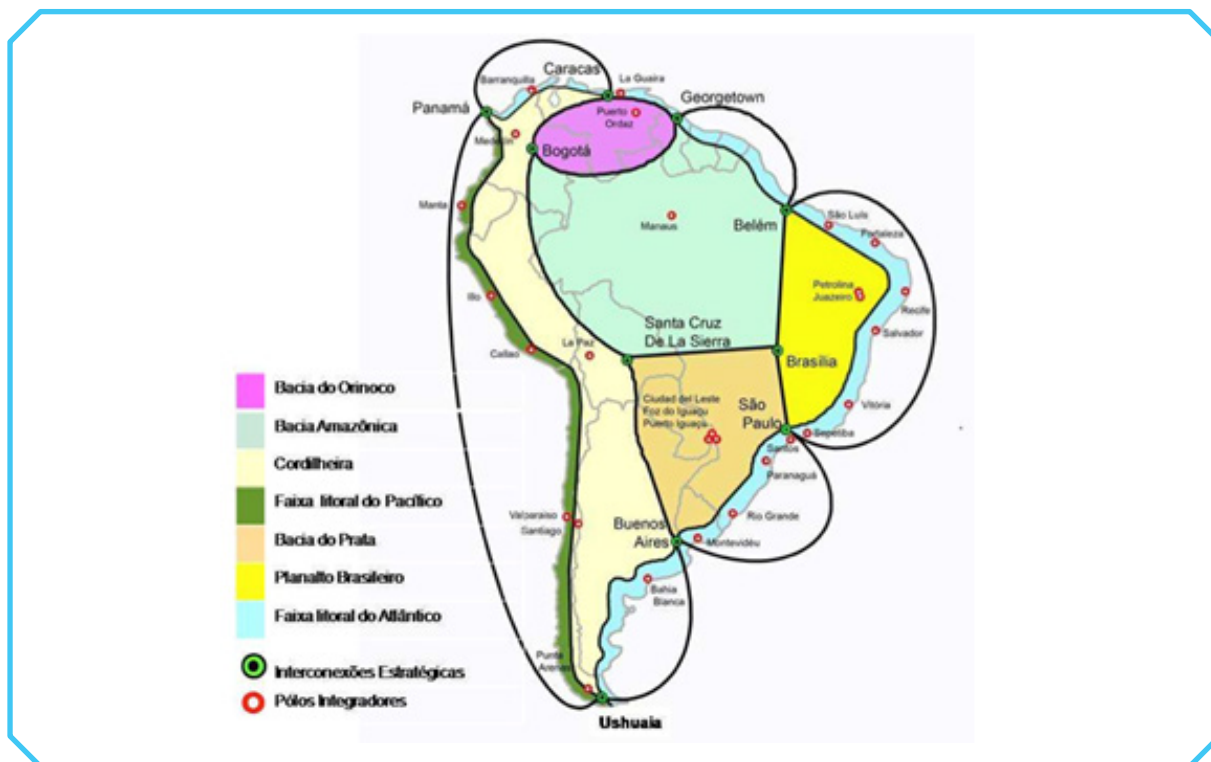 Caracas
Barranquilla
La Guaira
Panamá
Georgetown
Puerto
Ordaz
Medellin
Bogotá
Manta
Manaus
Belém
São Luís
Fortaleza
Petrolina
Juazeiro
Recife
Illo
Salvador
Santa Cruz
De La Sierra
La Paz
Callao
Brasília
Ciudad del Leste
Foz do Iguaçu
Puerto Iguaçu
São
Paulo
Vitória
Sepetiba
Santos
Paranaguá
Valparaiso
Santiago
Rio Grande
Buenos
Aires
Montevidéu
Bahia
Blanca
Punta
Arenas
Ushuaia
Bacia do Orinoco
Bacia Amazônica
Cordilheira
Faixa litoral do Pacífico
Bacia do Prata
Planalto Brasileiro
Faixa litoral do Atlântico
Interconexões Estratégicas
Pólos Integradores